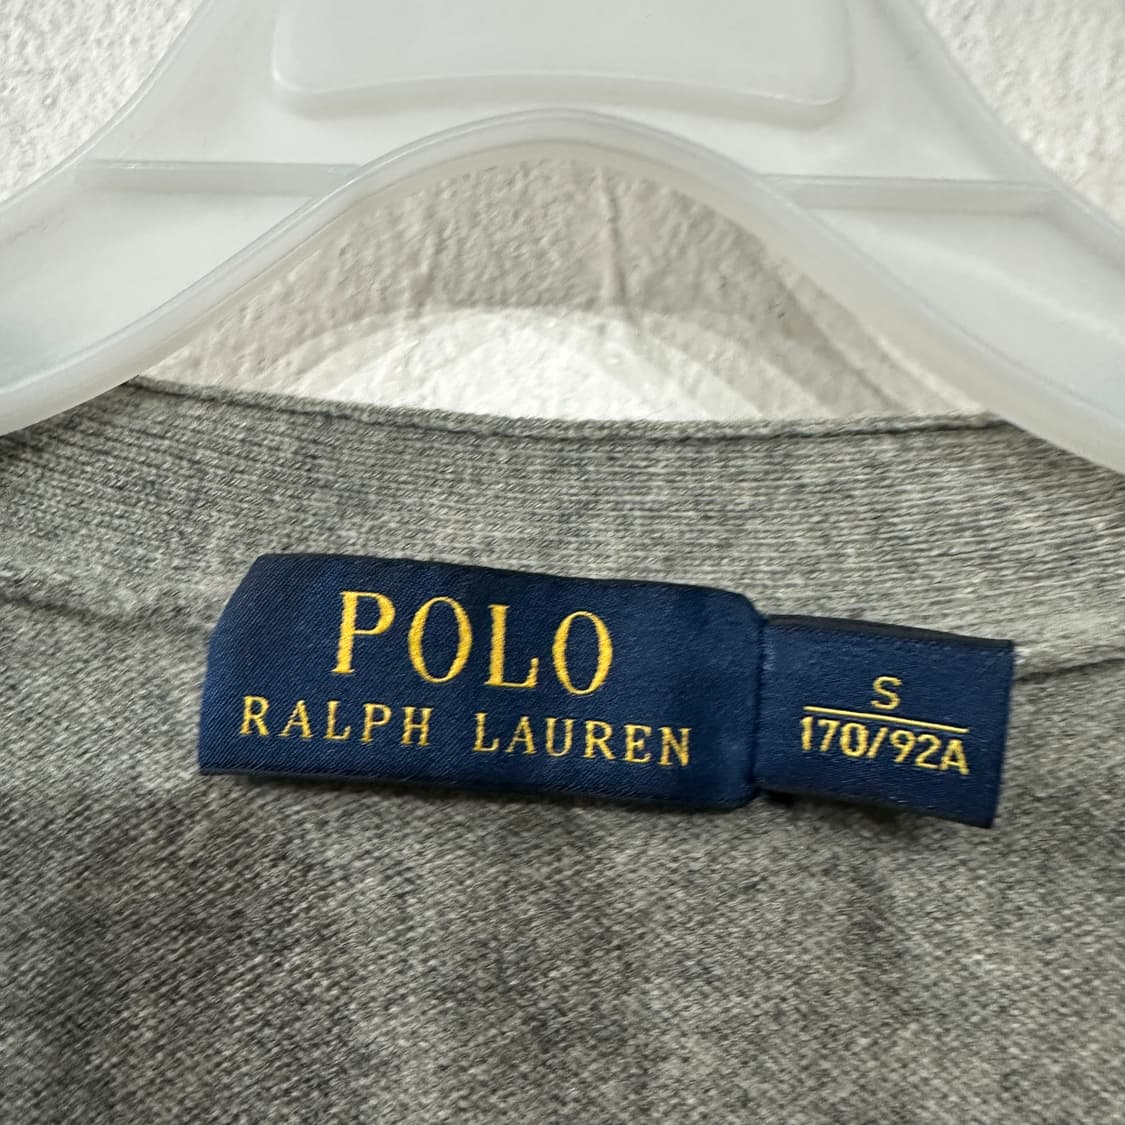 POLO
RALPH LAUREN
S
170/92A